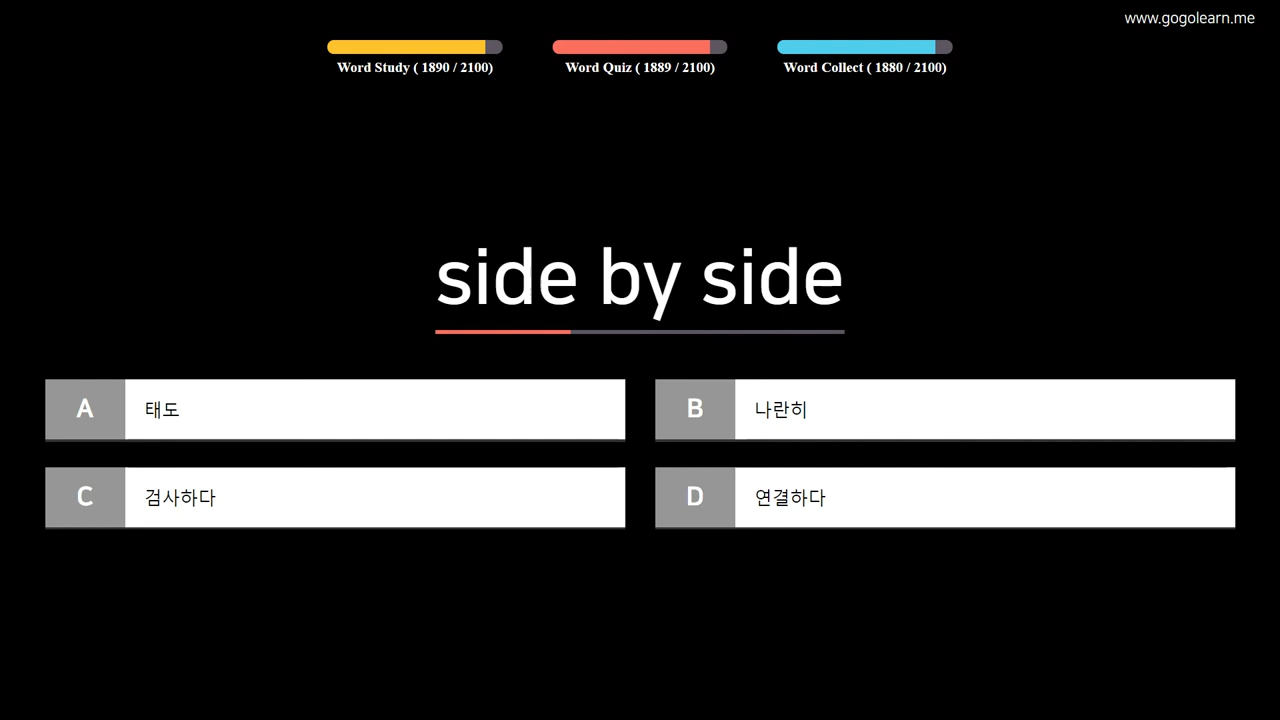 www.gogolearn.me
Word Study ( 1890 / 2100)
Word Quiz ( 1889 / 2100)
Word Collect ( 1880 / 2100)
side by side
A 태도
B 나란히
C 검사하다
D 연결하다